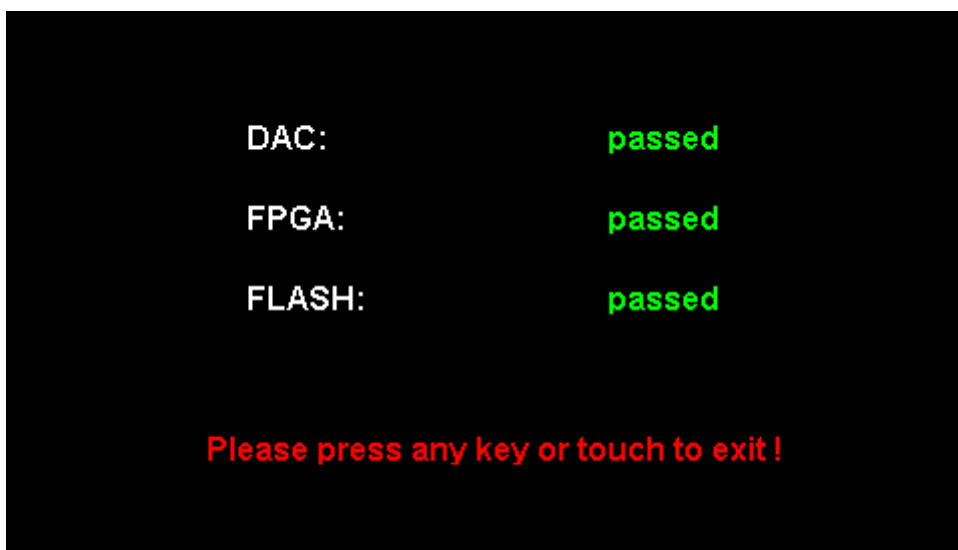 DAC: passed
FPGA: passed
FLASH: passed
Please press any key or touch to exit !